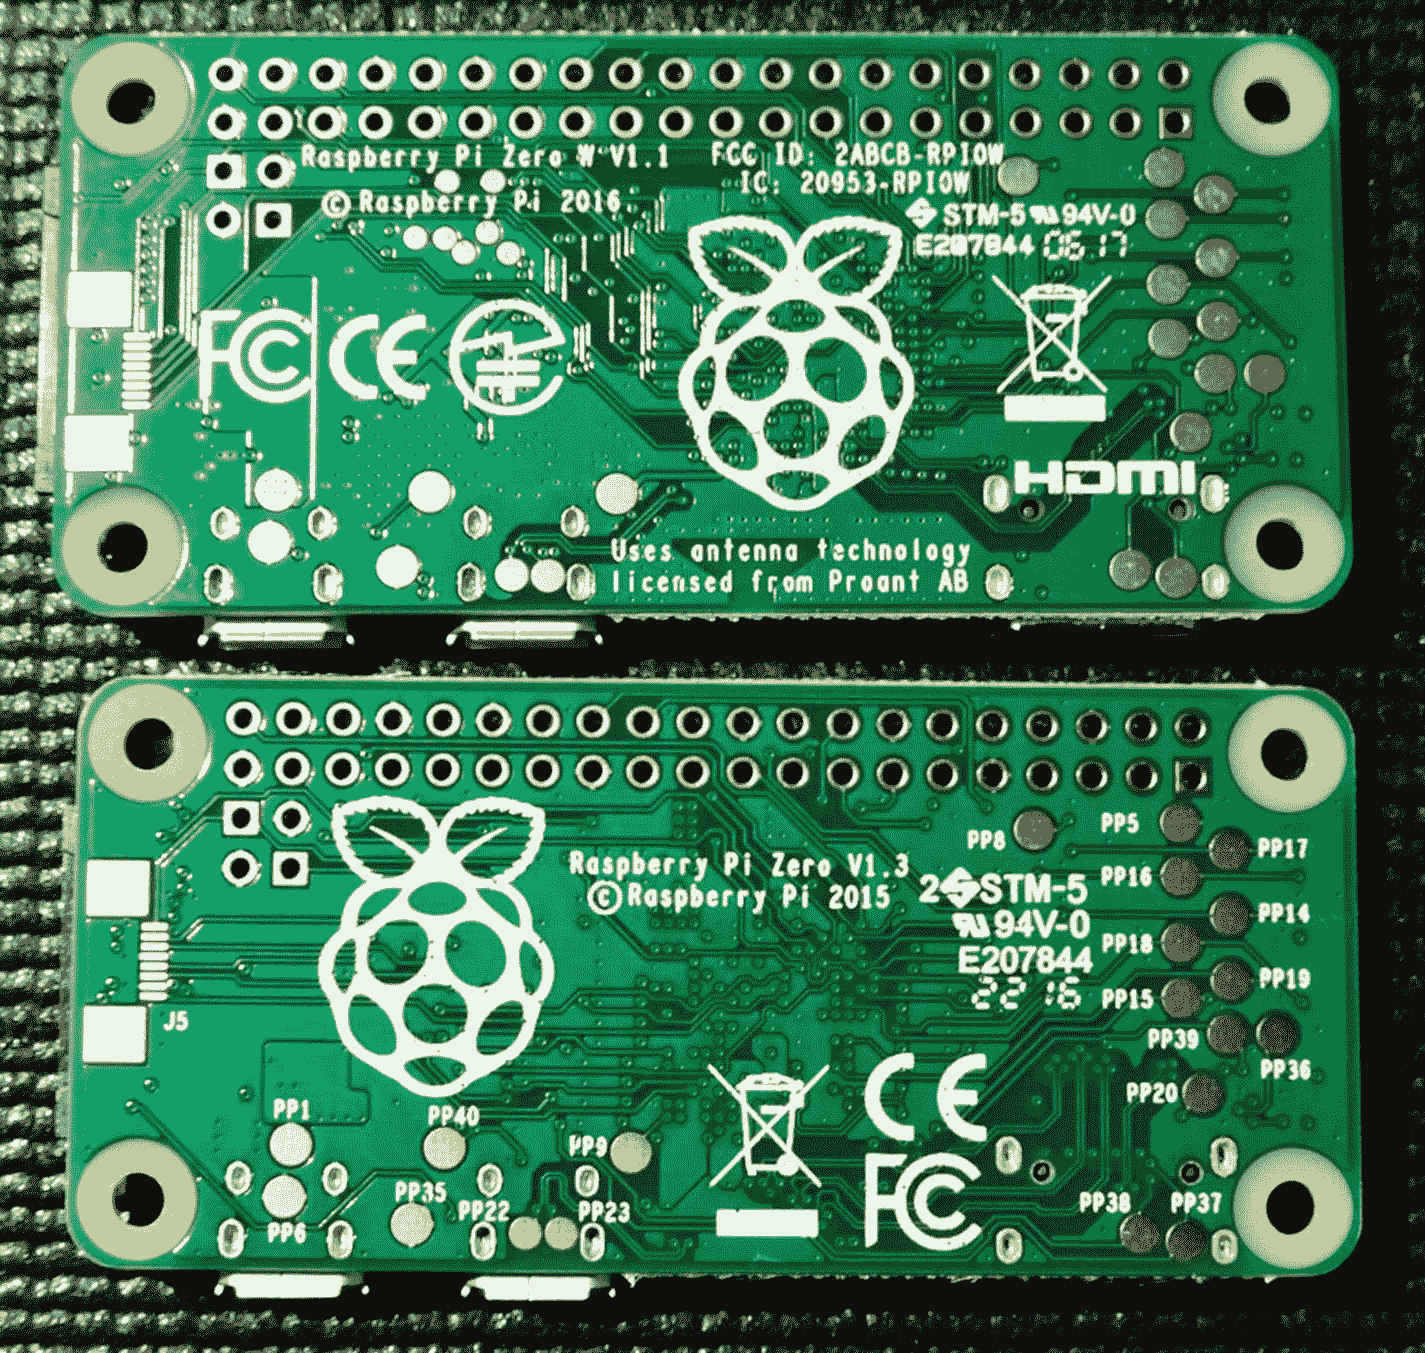 Raspberry Pi Zero W V1.1
FCC ID: 2ABCB-RPI0W
IC: 20953-RPI0W
©Raspberry Pi 2016
STM-5 94V-0
E207844 0617
FC CE
HDMI
Uses antenna technology
licensed from Proant AB
Raspberry Pi Zero V1.3
©Raspberry Pi 2015
2 STM-5
94V-0
E207844
22 16
PP8
PP5
PP17
PP16
PP14
PP18
PP19
PP15
PP39
PP36
PP20
J5
CE
FC
PP1
PP40
PP9
PP35
PP22
PP23
PP6
PP38
PP37